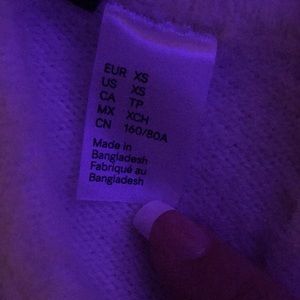 EUR XS
US XS
CA TP
MX XCH
CN 160/80A
Made in
Bangladesh
Fabriqué au
Bangladesh